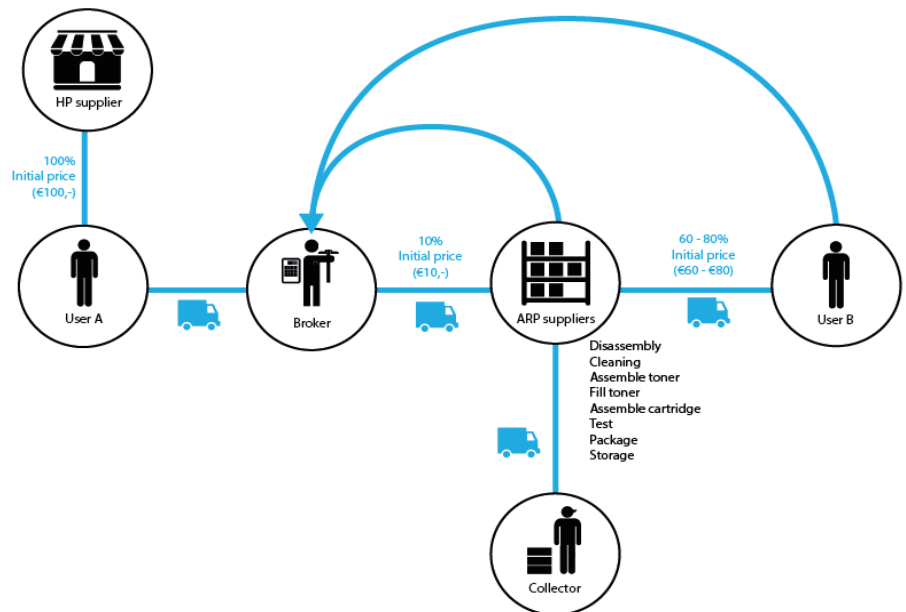 HP supplier
100%
Initial price
(€100,-)
User A
Broker
10%
Initial price
(€10,-)
ARP suppliers
60 - 80%
Initial price
(€60 - €80)
User B
Disassembly
Cleaning
Assemble toner
Fill toner
Assemble cartridge
Test
Package
Storage
Collector